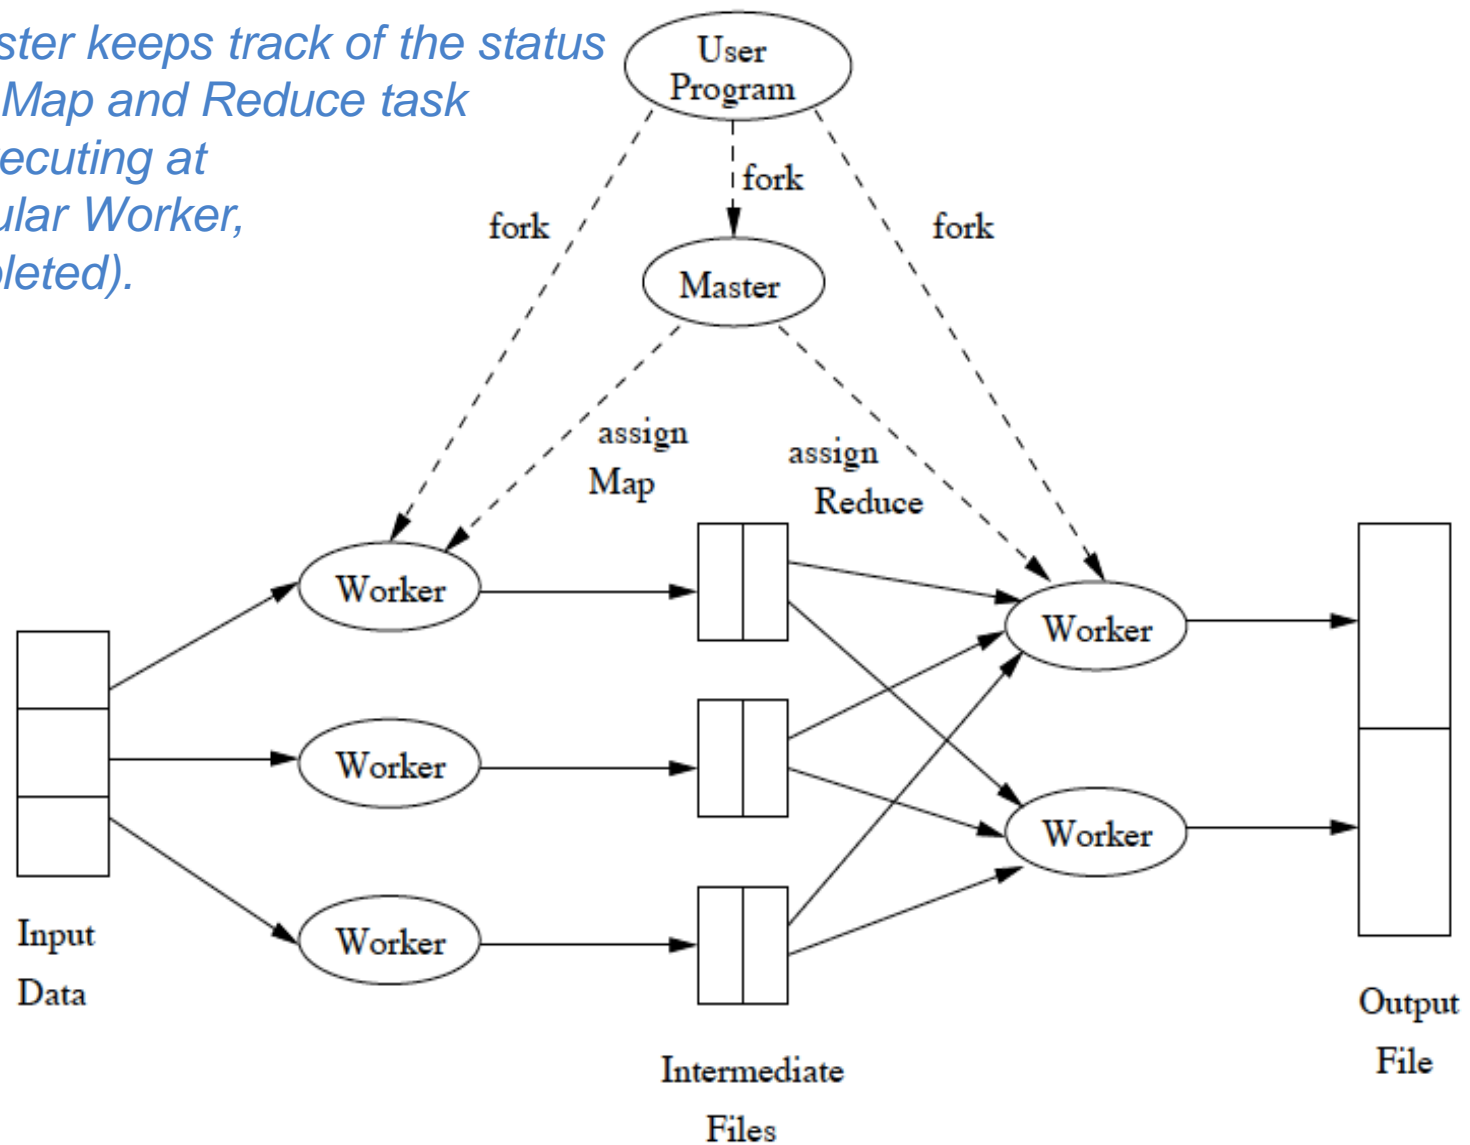 ster keeps track of the status
Map and Reduce task
ecuting at
ular Worker,
pleted).
User
Program
fork
fork
fork
Master
assign
Map
assign
Reduce
Worker
Worker
Worker
Worker
Worker
Input
Data
Intermediate
Files
Output
File